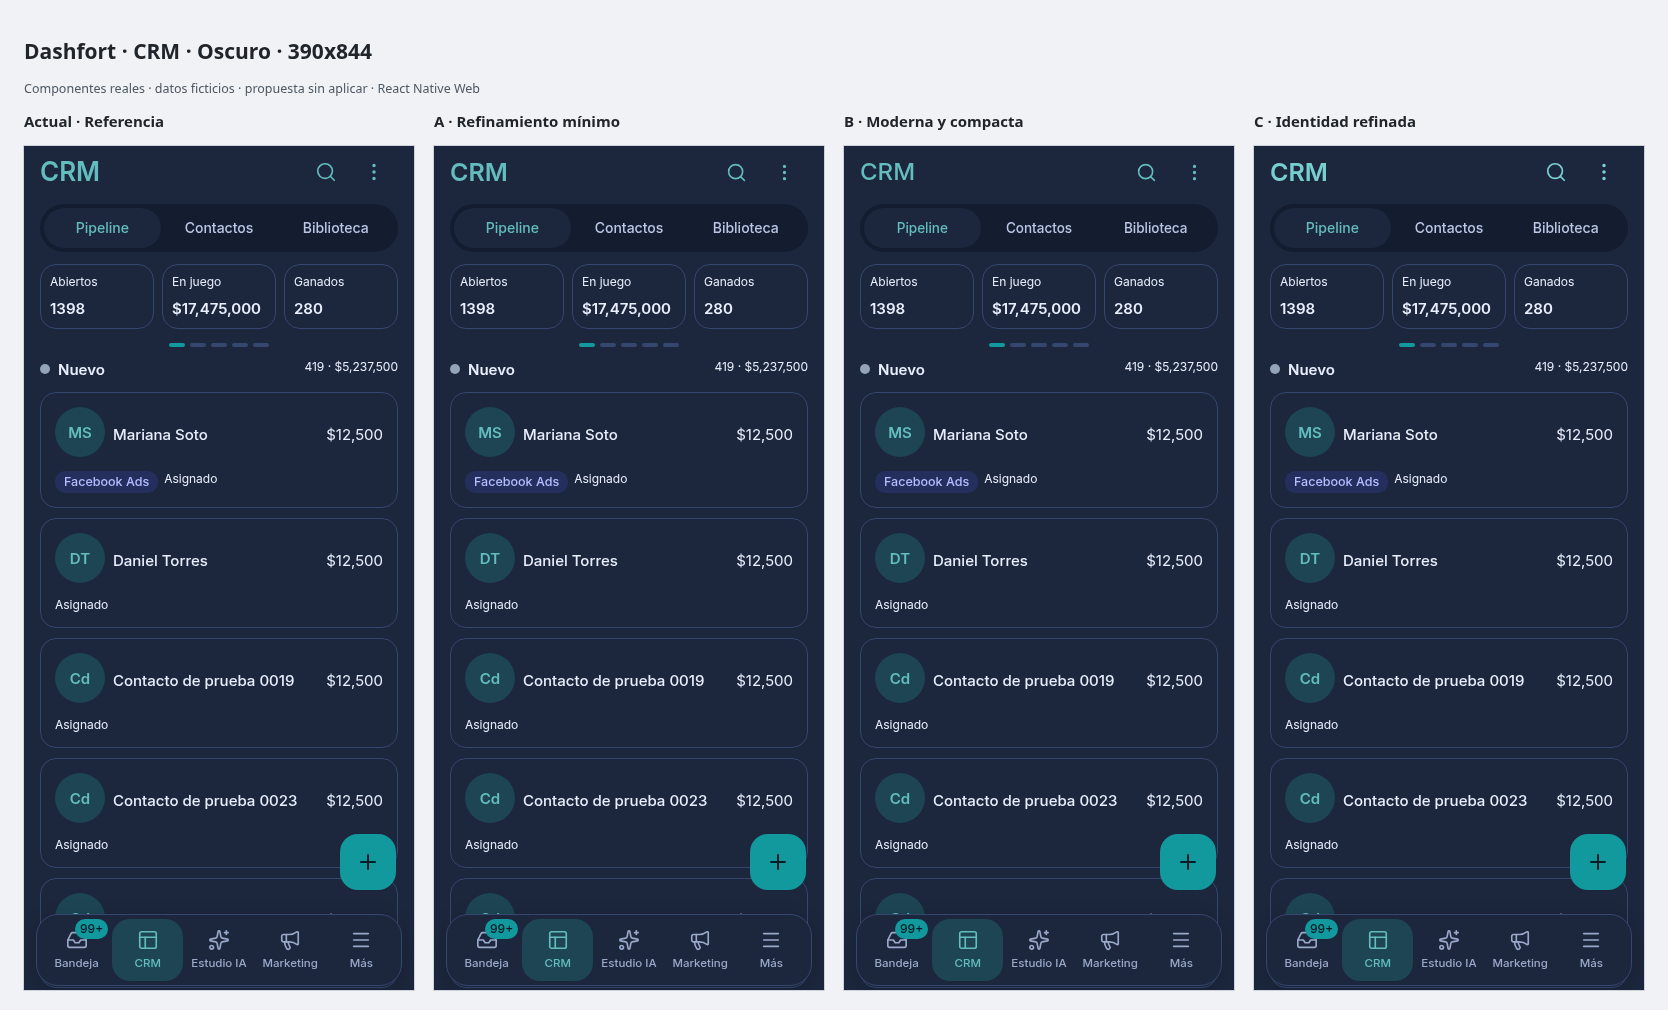 Dashfort · CRM · Oscuro · 390x844
Componentes reales · datos ficticios · propuesta sin aplicar · React Native Web
Actual · Referencia
CRM
Pipeline Contactos Biblioteca
Abiertos En juego Ganados
1398 $17,475,000 280
Nuevo 419 · $5,237,500
MS Mariana Soto $12,500
Facebook Ads Asignado
DT Daniel Torres $12,500
Asignado
Cd Contacto de prueba 0019 $12,500
Asignado
Cd Contacto de prueba 0023 $12,500
Asignado
+
99+
Bandeja CRM Estudio IA Marketing Más
A · Refinamiento mínimo
CRM
Pipeline Contactos Biblioteca
Abiertos En juego Ganados
1398 $17,475,000 280
Nuevo 419 · $5,237,500
MS Mariana Soto $12,500
Facebook Ads Asignado
DT Daniel Torres $12,500
Asignado
Cd Contacto de prueba 0019 $12,500
Asignado
Cd Contacto de prueba 0023 $12,500
Asignado
+
99+
Bandeja CRM Estudio IA Marketing Más
B · Moderna y compacta
CRM
Pipeline Contactos Biblioteca
Abiertos En juego Ganados
1398 $17,475,000 280
Nuevo 419 · $5,237,500
MS Mariana Soto $12,500
Facebook Ads Asignado
DT Daniel Torres $12,500
Asignado
Cd Contacto de prueba 0019 $12,500
Asignado
Cd Contacto de prueba 0023 $12,500
Asignado
+
99+
Bandeja CRM Estudio IA Marketing Más
C · Identidad refinada
CRM
Pipeline Contactos Biblioteca
Abiertos En juego Ganados
1398 $17,475,000 280
Nuevo 419 · $5,237,500
MS Mariana Soto $12,500
Facebook Ads Asignado
DT Daniel Torres $12,500
Asignado
Cd Contacto de prueba 0019 $12,500
Asignado
Cd Contacto de prueba 0023 $12,500
Asignado
+
99+
Bandeja CRM Estudio IA Marketing Más